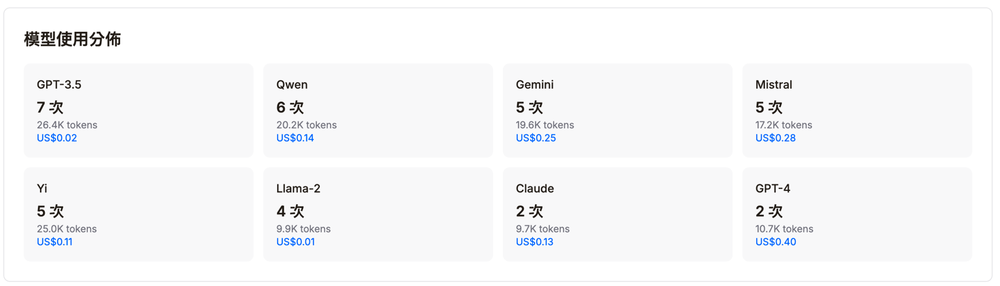 模型使用分佈
GPT-3.5
7 次
26.4K tokens
US$0.02
Qwen
6 次
20.2K tokens
US$0.14
Gemini
5 次
19.6K tokens
US$0.25
Mistral
5 次
17.2K tokens
US$0.28
Yi
5 次
25.0K tokens
US$0.11
Llama-2
4 次
9.9K tokens
US$0.01
Claude
2 次
9.7K tokens
US$0.13
GPT-4
2 次
10.7K tokens
US$0.40